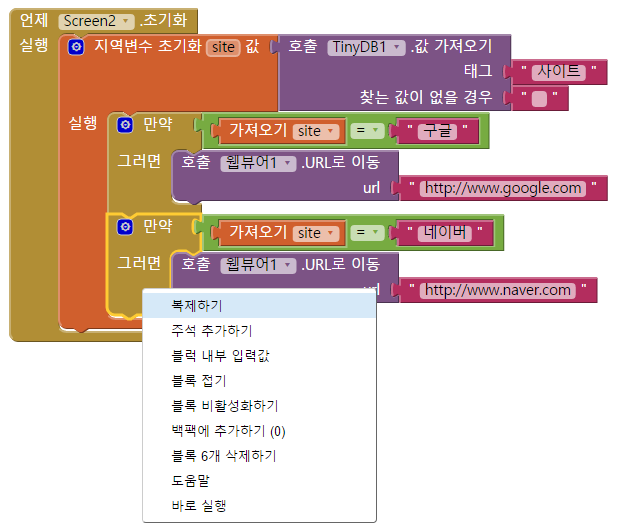 언제 Screen2 .초기화
실행 지역변수 초기화 site 값 호출 TinyDB1 .값 가져오기
태그 " 사이트 "
찾는 값이 없을 경우 " "
실행 만약 가져오기 site = " 구글 "
그러면 호출 웹뷰어1 .URL로 이동
url " http://www.google.com "
만약 가져오기 site = " 네이버 "
그러면 호출 웹뷰어1 .URL로 이동
url " http://www.naver.com "
복제하기
주석 추가하기
블럭 내부 입력값
블록 접기
블록 비활성화하기
백팩에 추가하기 (0)
블록 6개 삭제하기
도움말
바로 실행